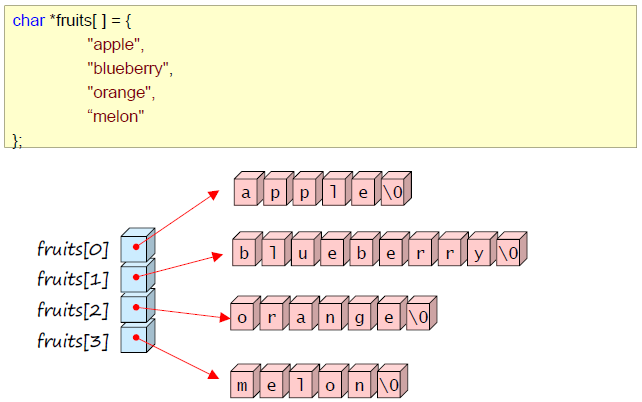 char *fruits[ ] = {
"apple",
"blueberry",
"orange",
“melon"
};
a p p l e \0
fruits[0]
b l u e b e r r y \0
fruits[1]
fruits[2]
o r a n g e \0
fruits[3]
m e l o n \0